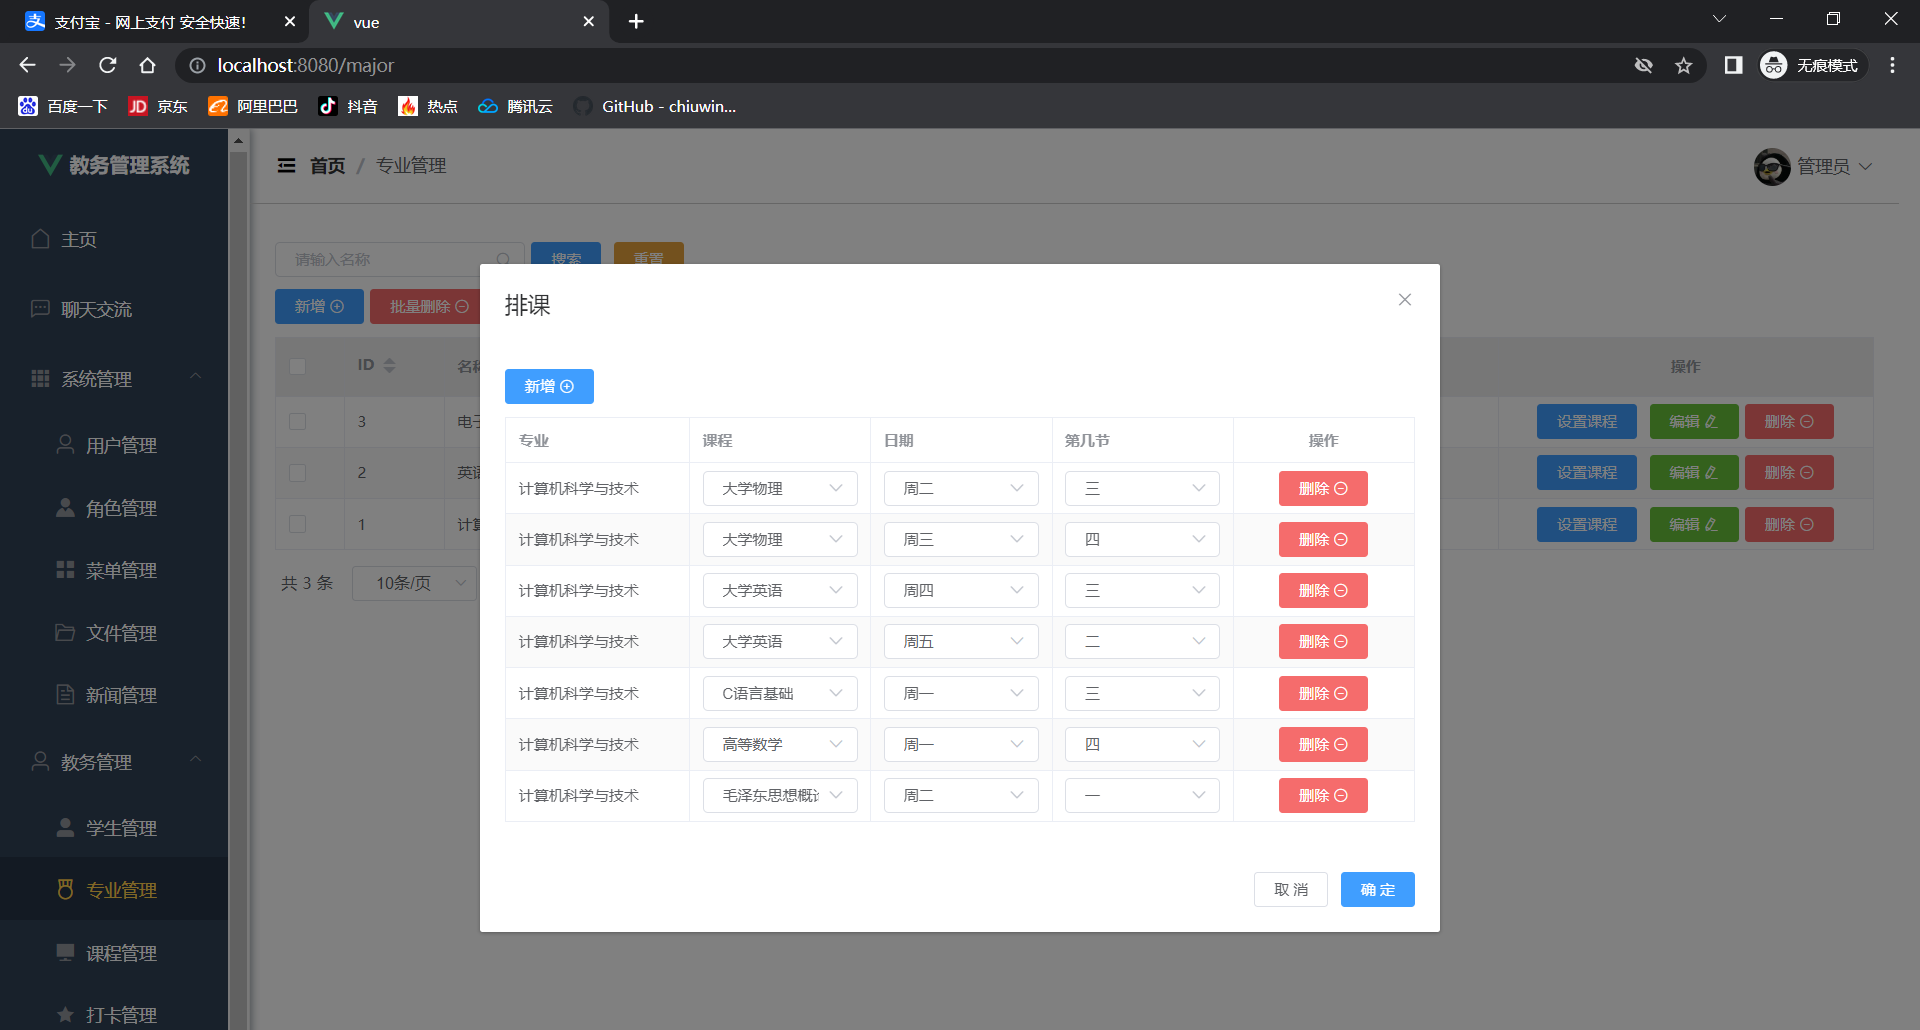 支付宝 - 网上支付 安全快速!
vue
localhost:8080/major
无痕模式
百度一下
京东
阿里巴巴
抖音
热点
腾讯云
GitHub - chiuwin...
教务管理系统
首页 / 专业管理
管理员
主页
聊天交流
系统管理
用户管理
角色管理
菜单管理
文件管理
新闻管理
教务管理
学生管理
专业管理
课程管理
打卡管理
请输入名称
搜索
重置
新增
批量删除
ID
操作
3
设置课程
编辑
删除
2
设置课程
编辑
删除
1
设置课程
编辑
删除
共 3 条
10条/页
排课
新增
专业 课程 日期 第几节 操作
计算机科学与技术 大学物理 周二 三 删除
计算机科学与技术 大学物理 周三 四 删除
计算机科学与技术 大学英语 周四 三 删除
计算机科学与技术 大学英语 周五 二 删除
计算机科学与技术 C语言基础 周一 三 删除
计算机科学与技术 高等数学 周一 四 删除
计算机科学与技术 毛泽东思想概 周二 一 删除
取 消
确 定